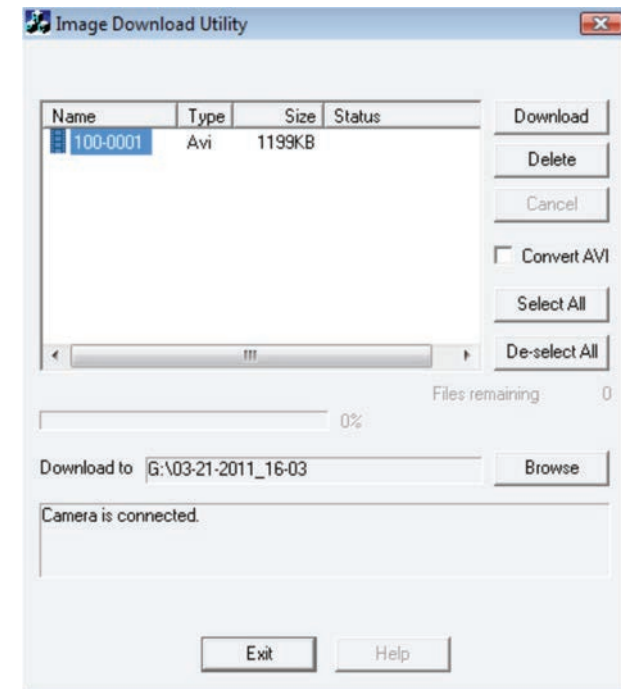 Image Download Utility
Name Type Size Status
100-0001 Avi 1199KB
Download
Delete
Cancel
Convert AVI
Select All
De-select All
Files remaining 0
0%
Download to G:\03-21-2011_16-03 Browse
Camera is connected.
Exit Help